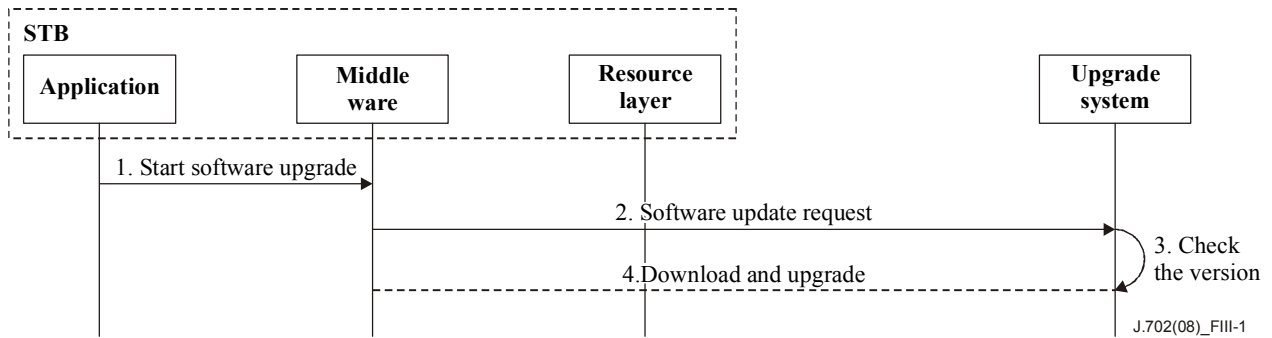 STB
Application
Middle
ware
Resource
layer
Upgrade
system
1. Start software upgrade
2. Software update request
3. Check
the version
4.Download and upgrade
J.702(08)_FIII-1